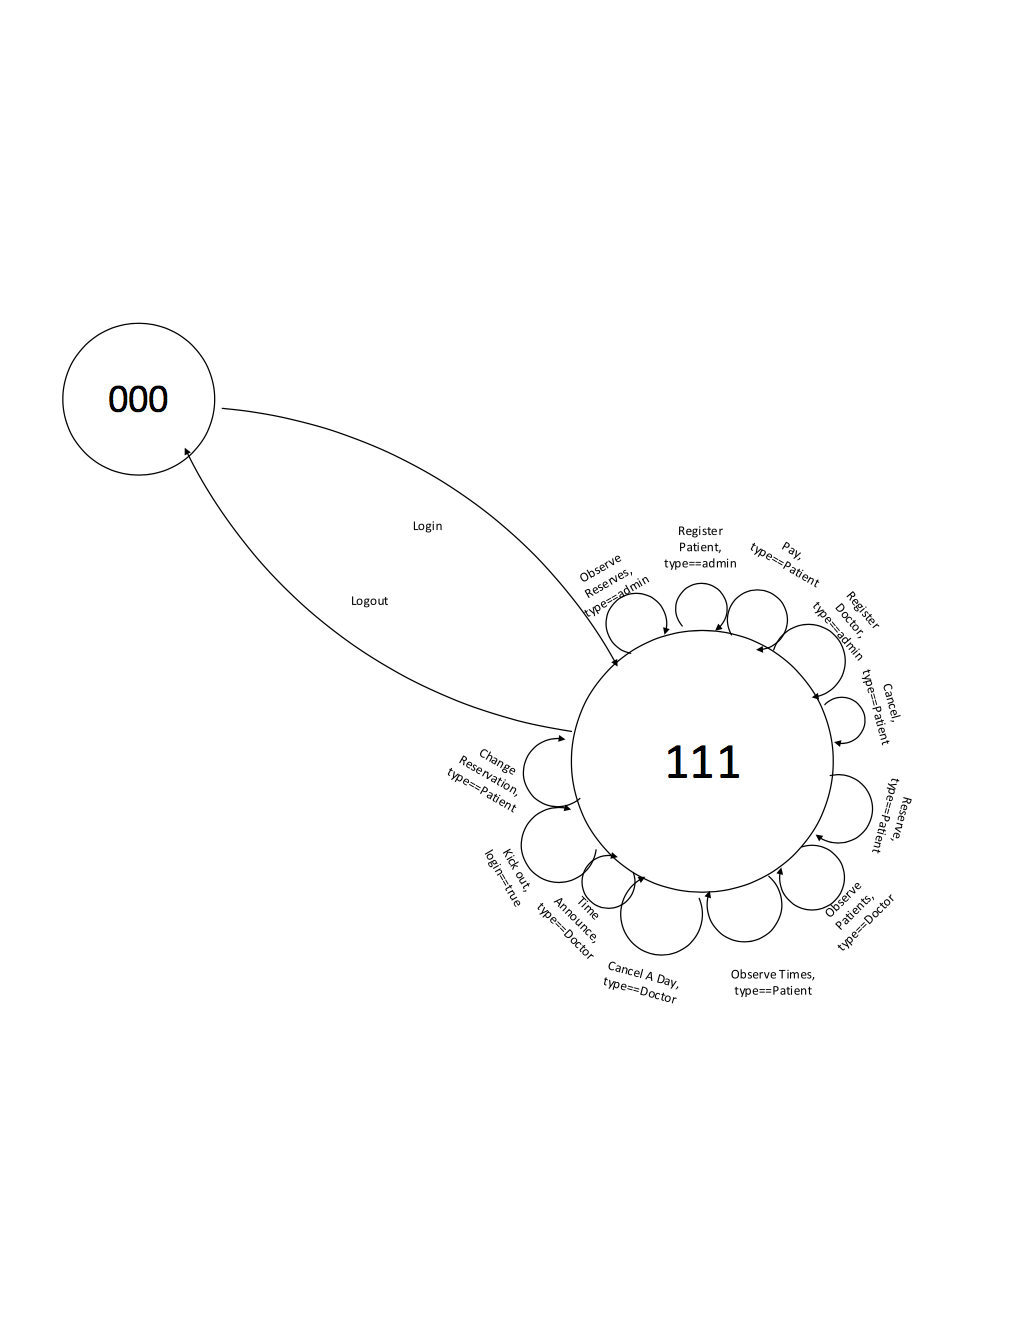 000
Login
Logout
Observe
Reserves,
type==admin
Register
Patient,
type==admin
Pay,
type==Patient
Register
Doctor,
type==admin
Cancel,
type==Patient
111
Reserve,
type==Patient
Observe
Patients,
type==Doctor
Observe Times,
type==Patient
Cancel A Day,
type==Doctor
Time
Announce,
type==Doctor
Kick out,
login==true
Change
Reservation,
type==Patient